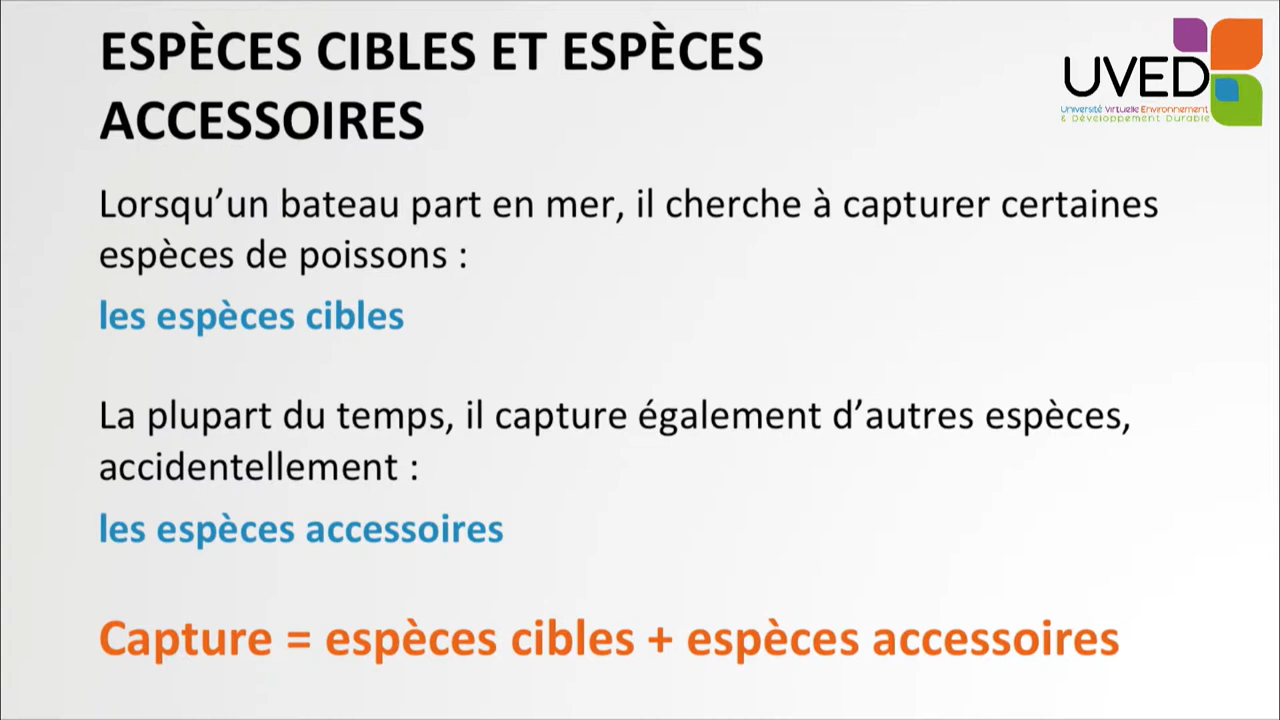 ESPÈCES CIBLES ET ESPÈCES
ACCESSOIRES
UVED
Université Virtuelle Environnement
& Développement Durable
Lorsqu’un bateau part en mer, il cherche à capturer certaines
espèces de poissons :
les espèces cibles
La plupart du temps, il capture également d’autres espèces,
accidentellement :
les espèces accessoires
Capture = espèces cibles + espèces accessoires